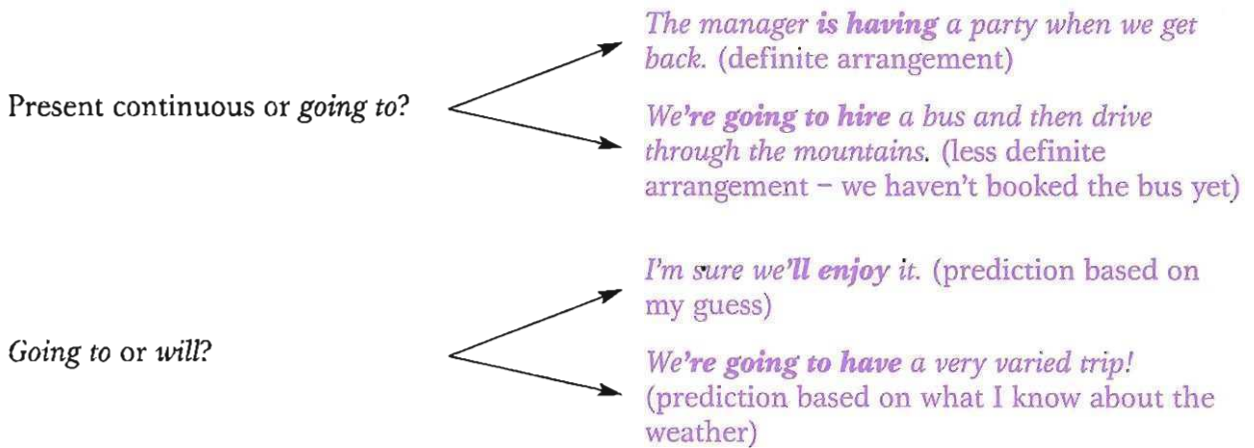 The manager is having a party when we get
back. (definite arrangement)
Present continuous or going to?
We're going to hire a bus and then drive
through the mountains. (less definite
arrangement – we haven't booked the bus yet)
I'm sure we'll enjoy it. (prediction based on
my guess)
Going to or will?
We're going to have a very varied trip!
(prediction based on what I know about the
weather)